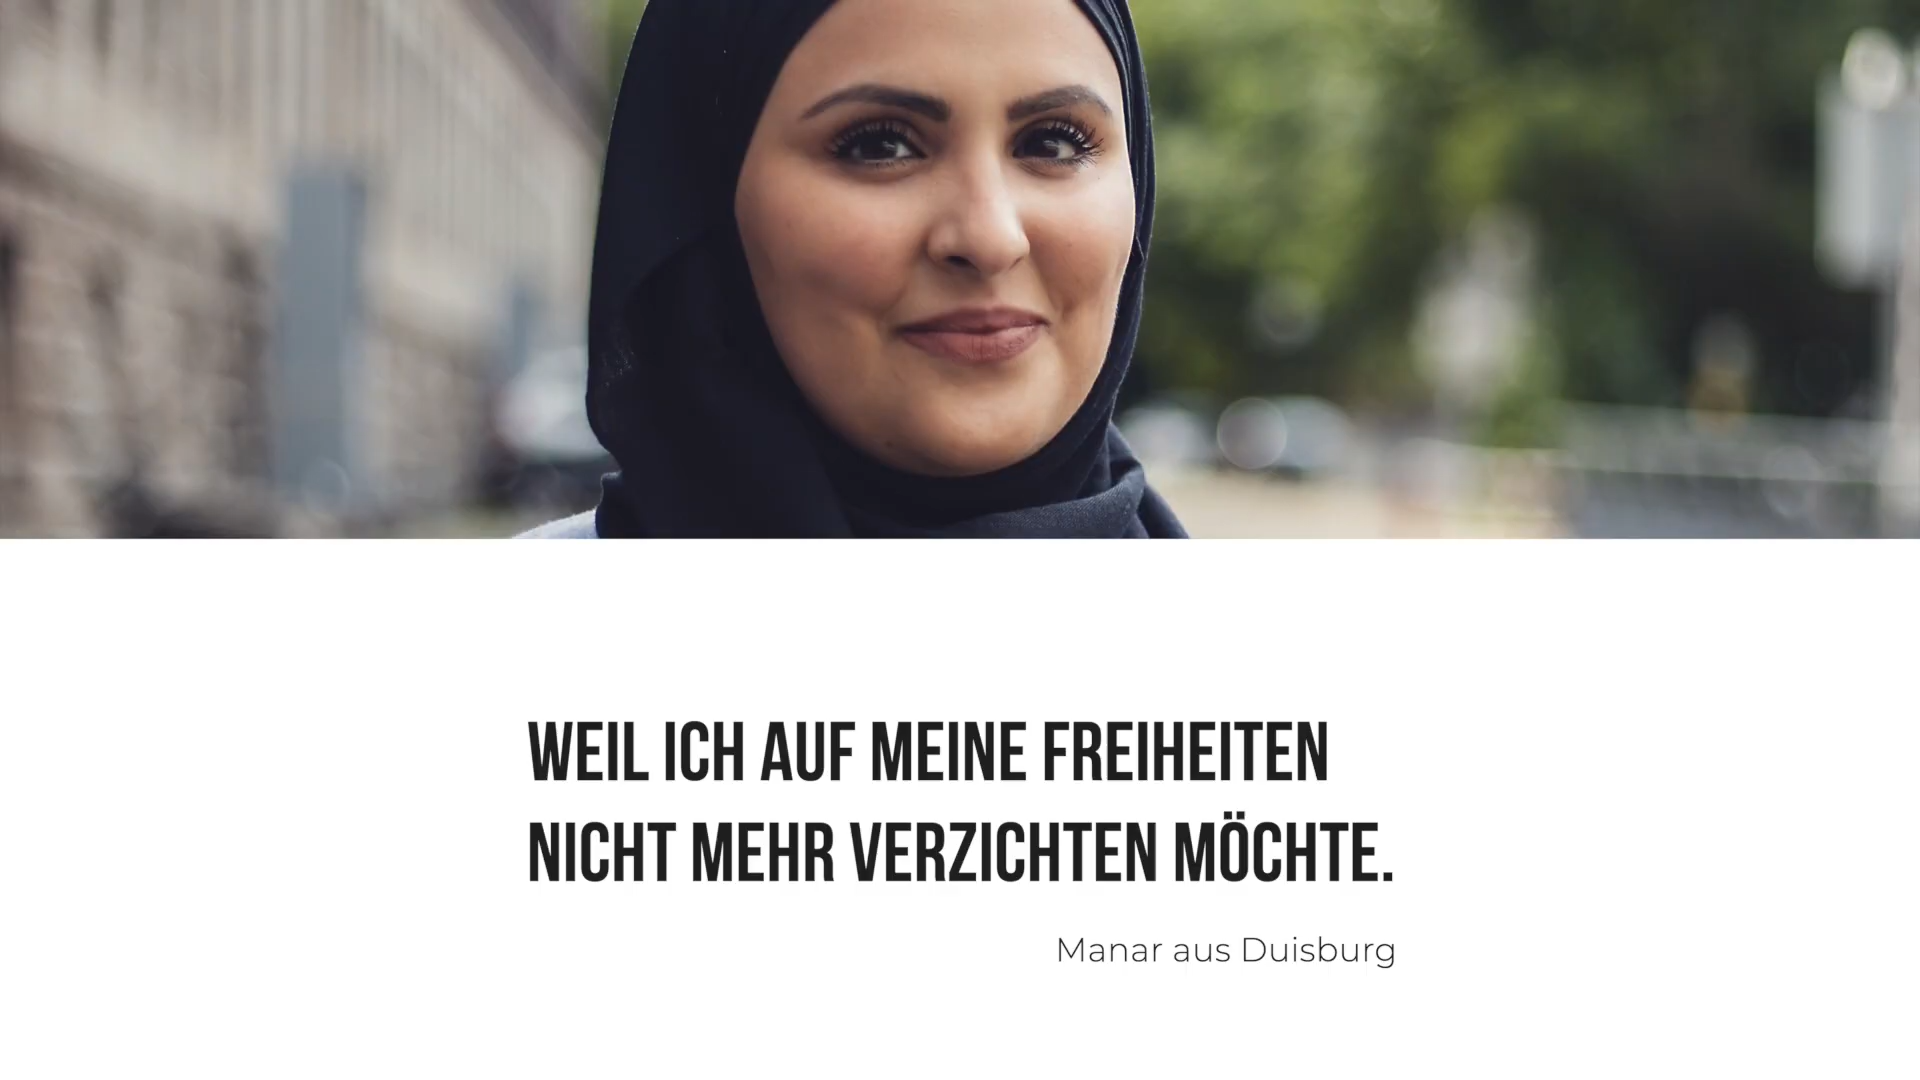 WEIL ICH AUF MEINE FREIHEITEN
NICHT MEHR VERZICHTEN MÖCHTE.
Manar aus Duisburg